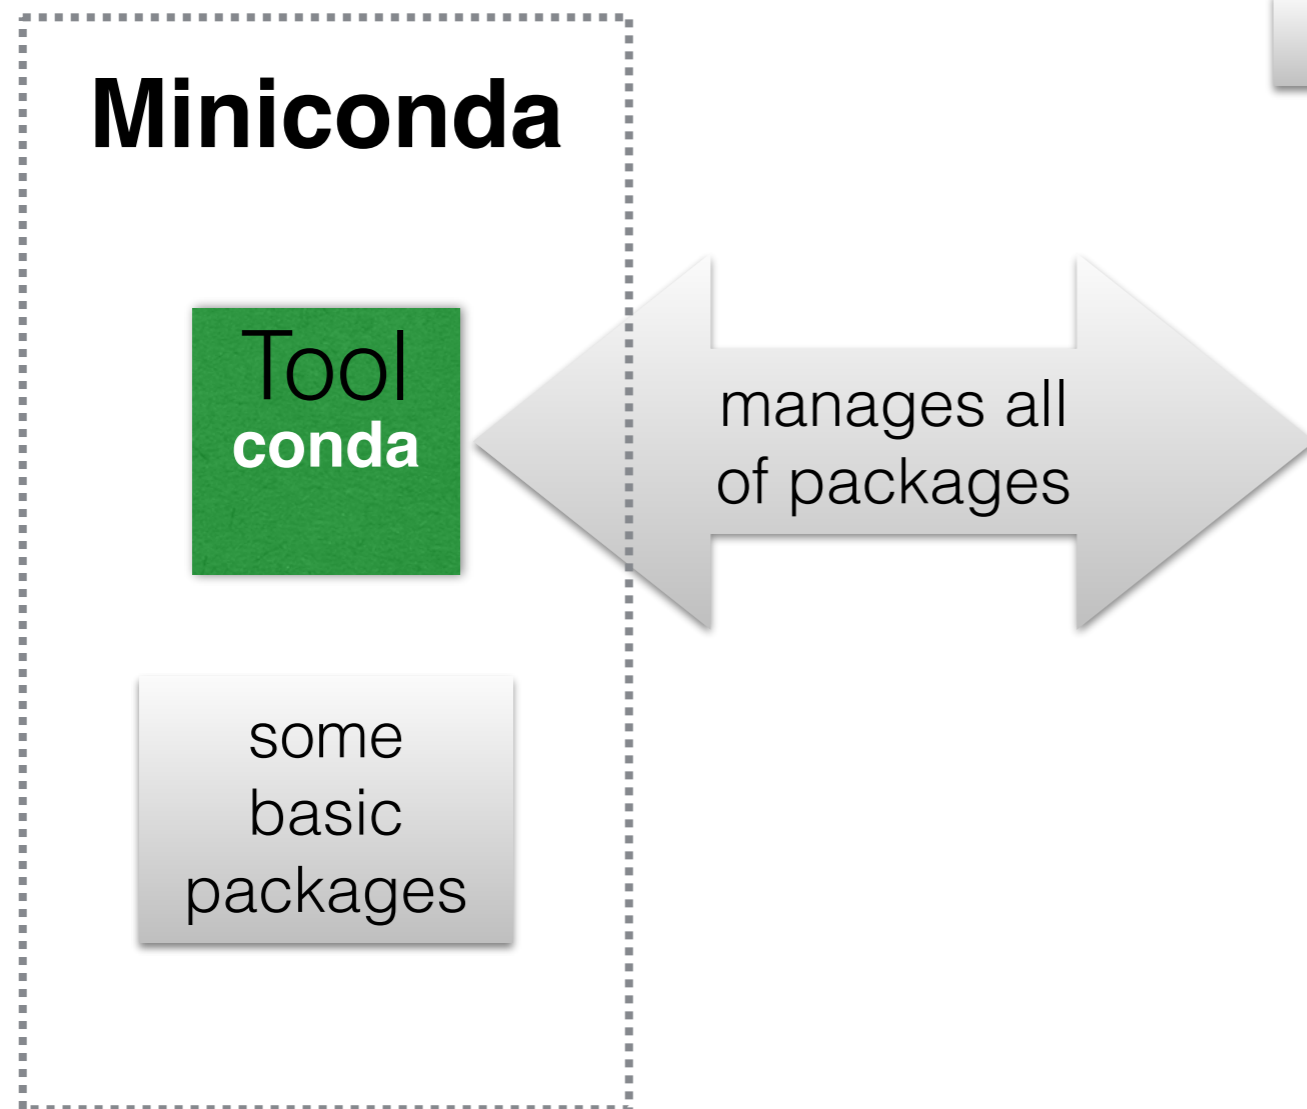 Miniconda
Tool
conda
manages all
of packages
some
basic
packages